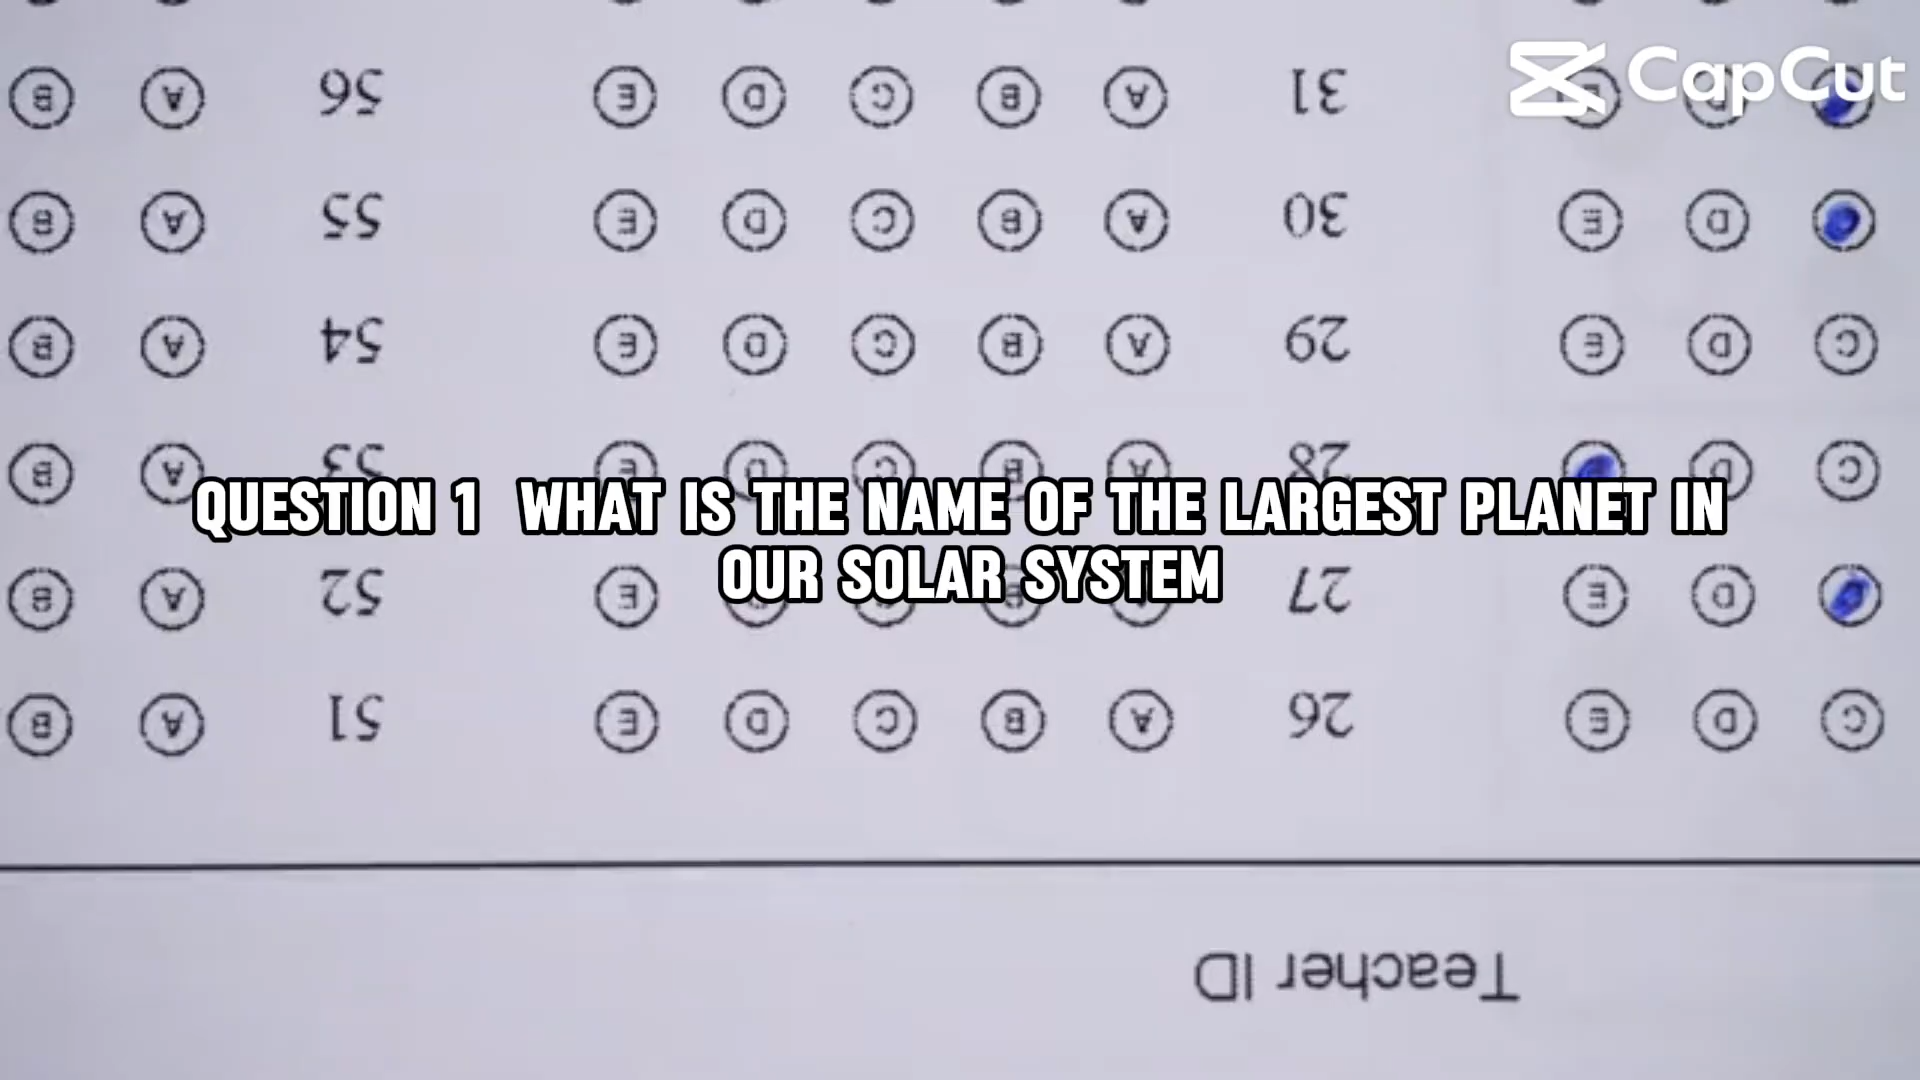 CapCut
B A 56 E D C B A 31 E D
B A 55 E D C B A 30 E D
B A 54 E D C B A 29 E D C
B A 53 E D C B A 28 D C
QUESTION 1 WHAT IS THE NAME OF THE LARGEST PLANET IN
OUR SOLAR SYSTEM
B A 52 E D C B A 27 E D
B A 51 E D C B A 26 E D C
Teacher ID